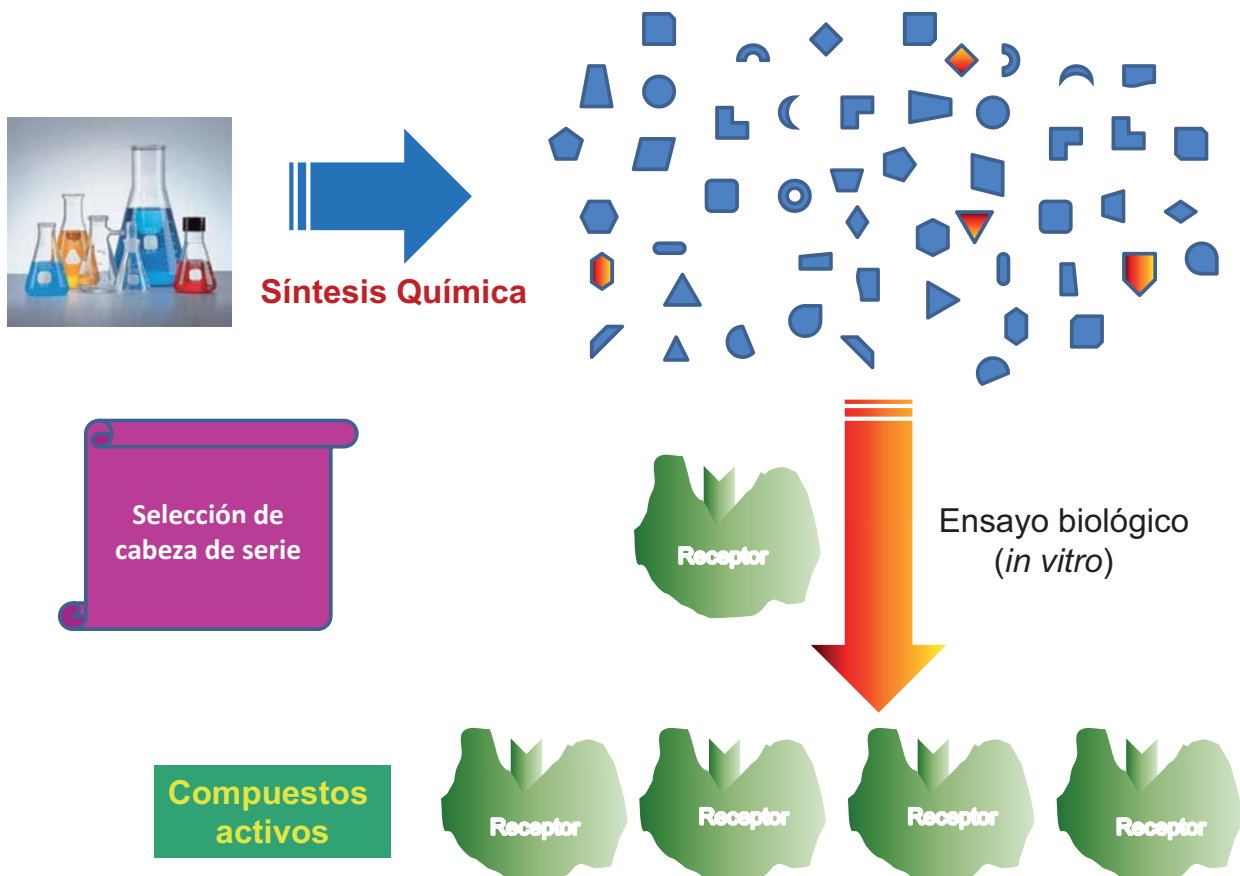 Síntesis Química
Selección de
cabeza de serie
Receptor
Ensayo biológico
(in vitro)
Compuestos
activos
Receptor
Receptor
Receptor
Receptor